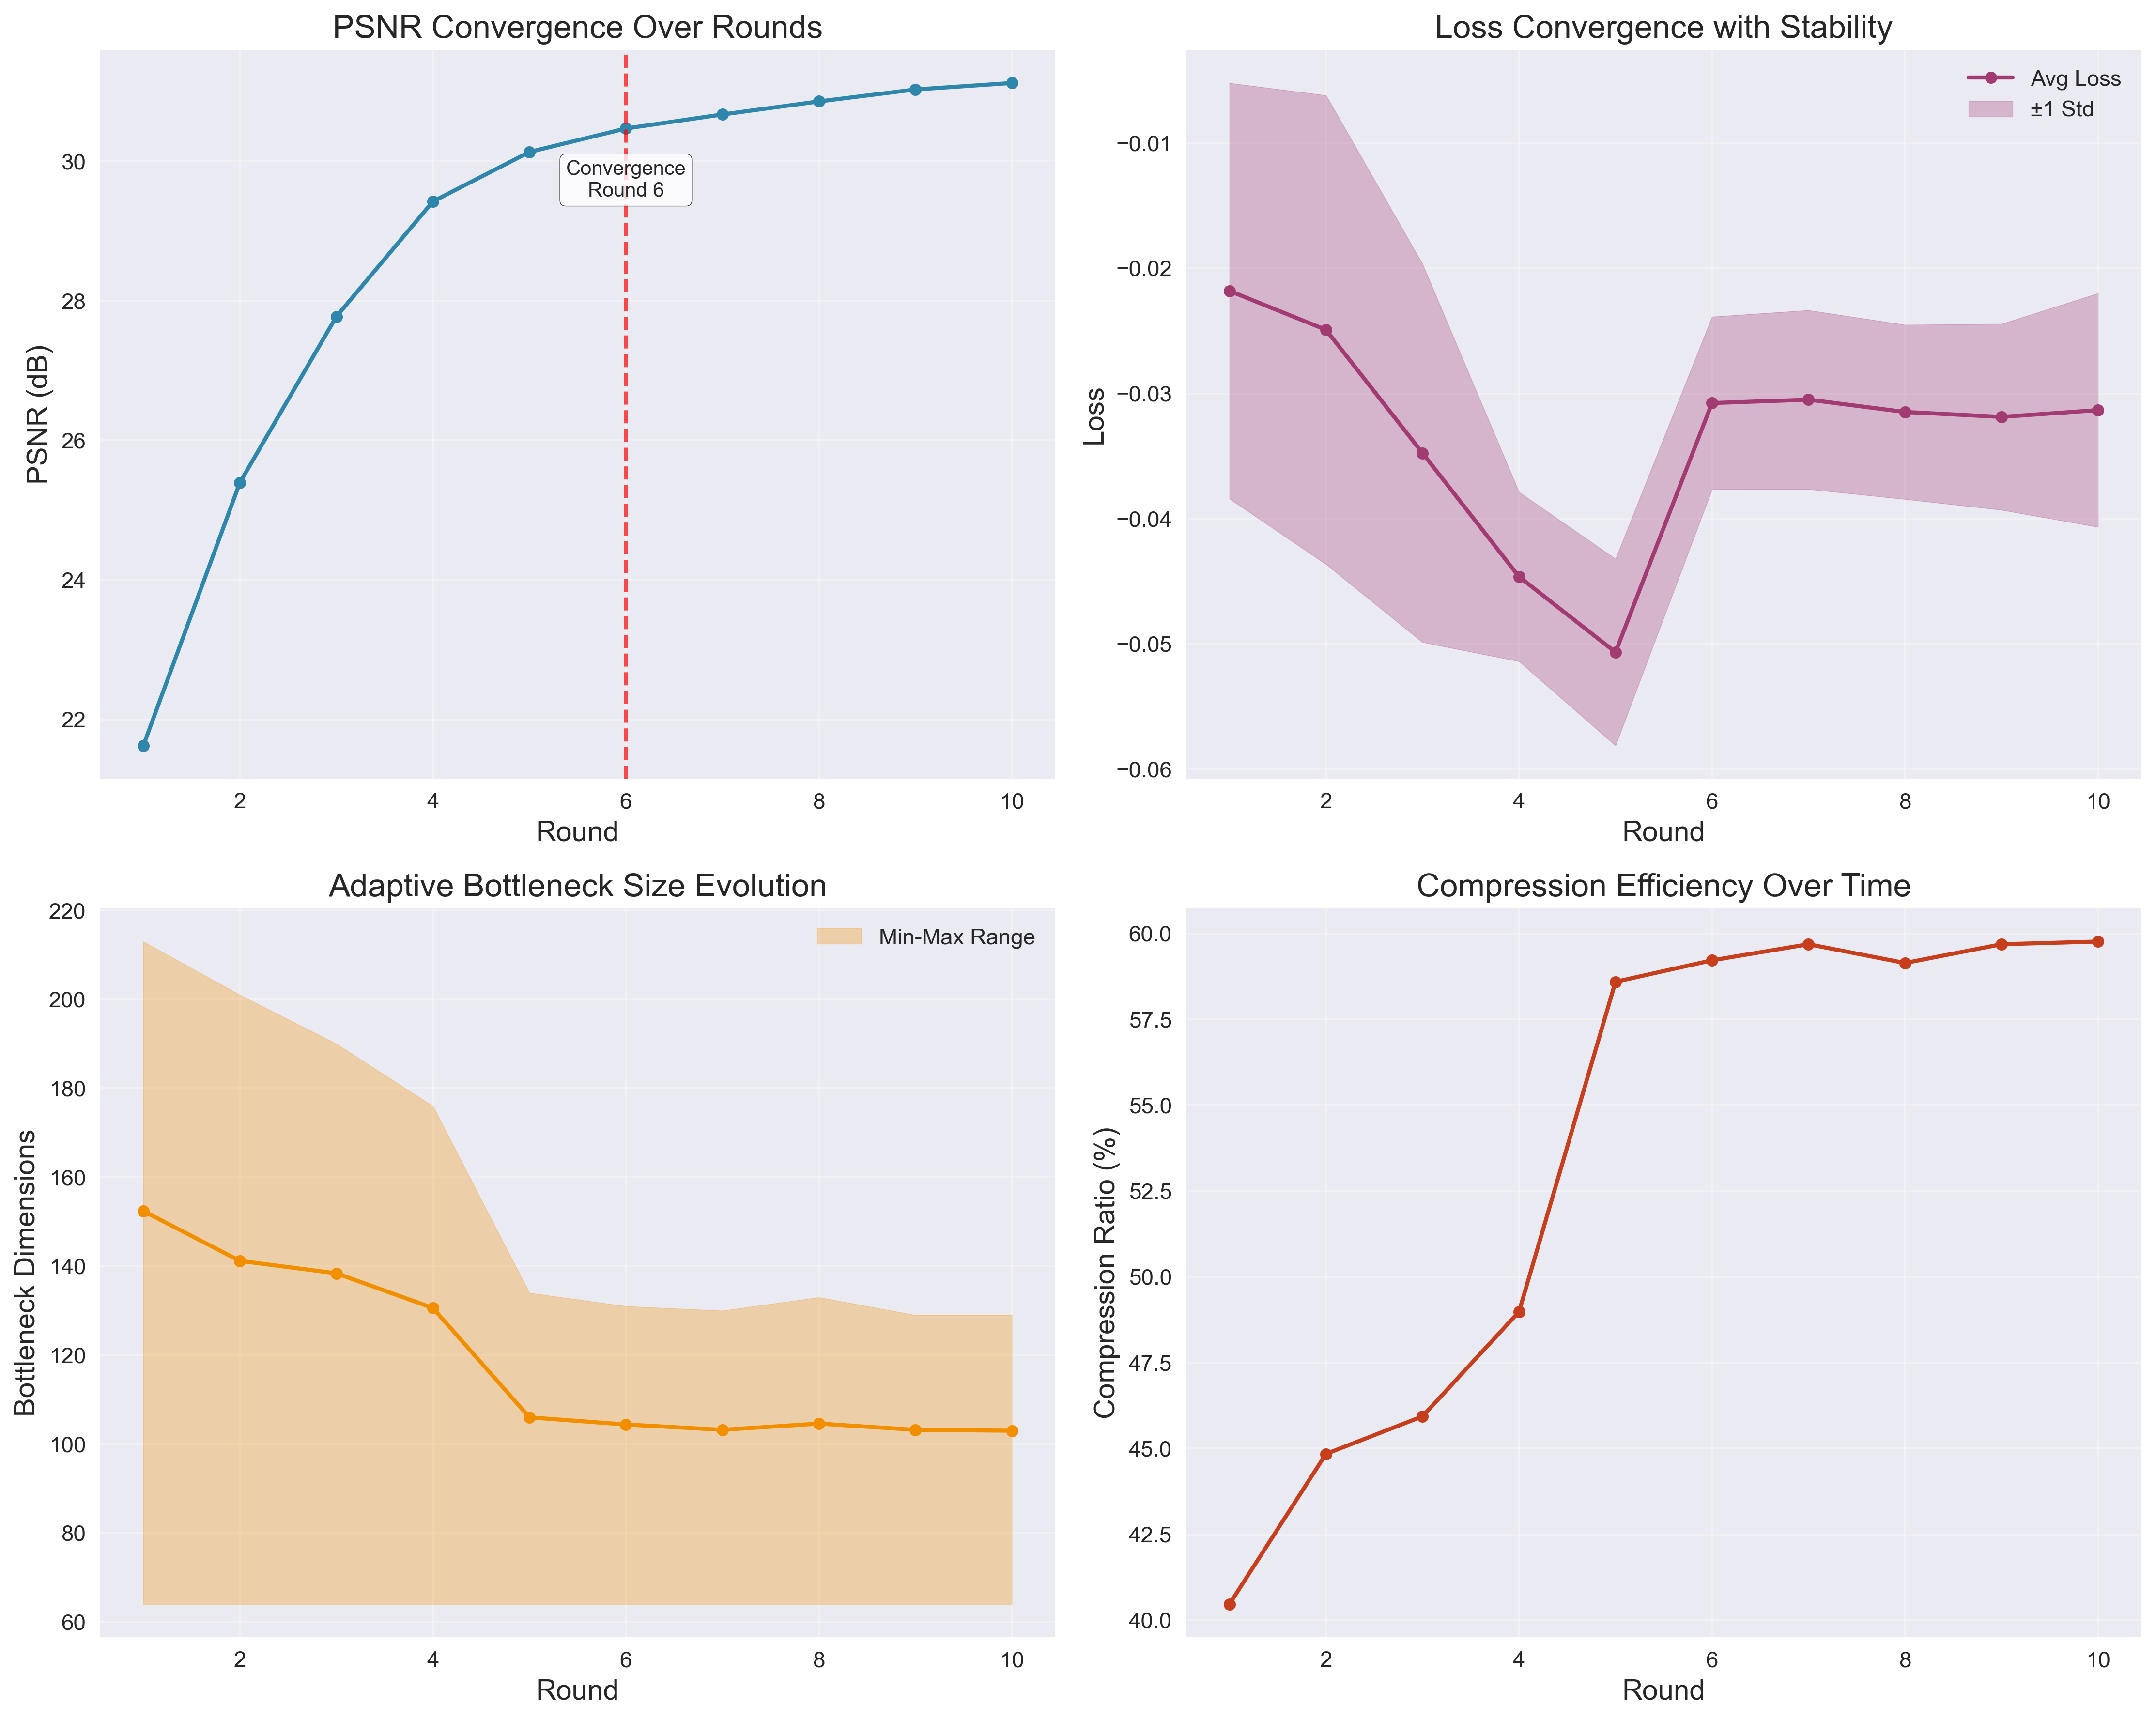 PSNR Convergence Over Rounds
PSNR (dB)
30
28
26
24
22
Convergence
Round 6
2 4 6 8 10
Round
Loss Convergence with Stability
Avg Loss
±1 Std
Loss
−0.01
−0.02
−0.03
−0.04
−0.05
−0.06
2 4 6 8 10
Round
Adaptive Bottleneck Size Evolution
Min-Max Range
Bottleneck Dimensions
220
200
180
160
140
120
100
80
60
2 4 6 8 10
Round
Compression Efficiency Over Time
Compression Ratio (%)
60.0
57.5
55.0
52.5
50.0
47.5
45.0
42.5
40.0
2 4 6 8 10
Round